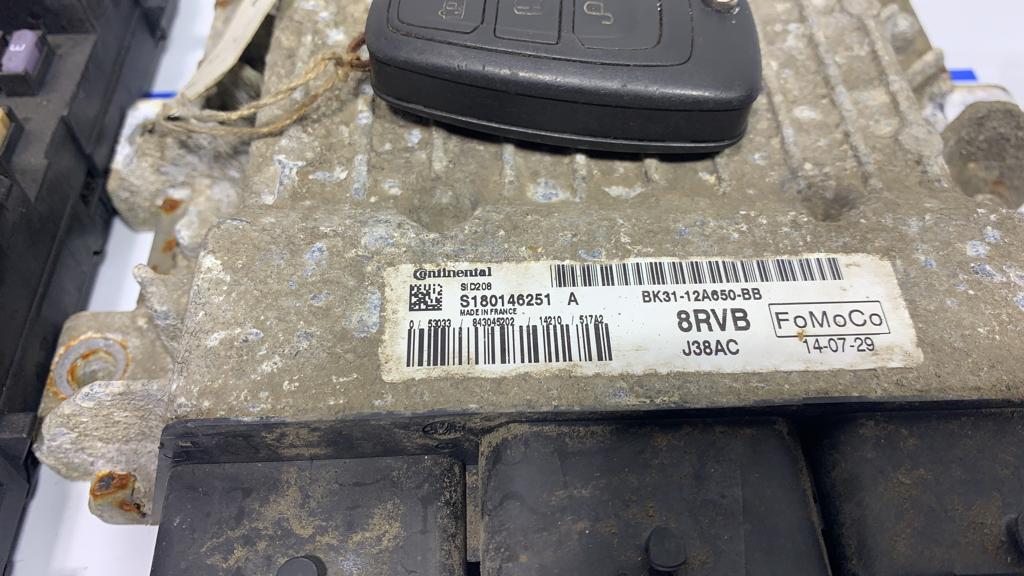 E
Continental
SID208
S180146251 A
MADE IN FRANCE
0 / 53033 / 843045202 / 14210 / 517A2
BK31-12A650-BB
8RVB
FoMoCo
J38AC
14-07-29